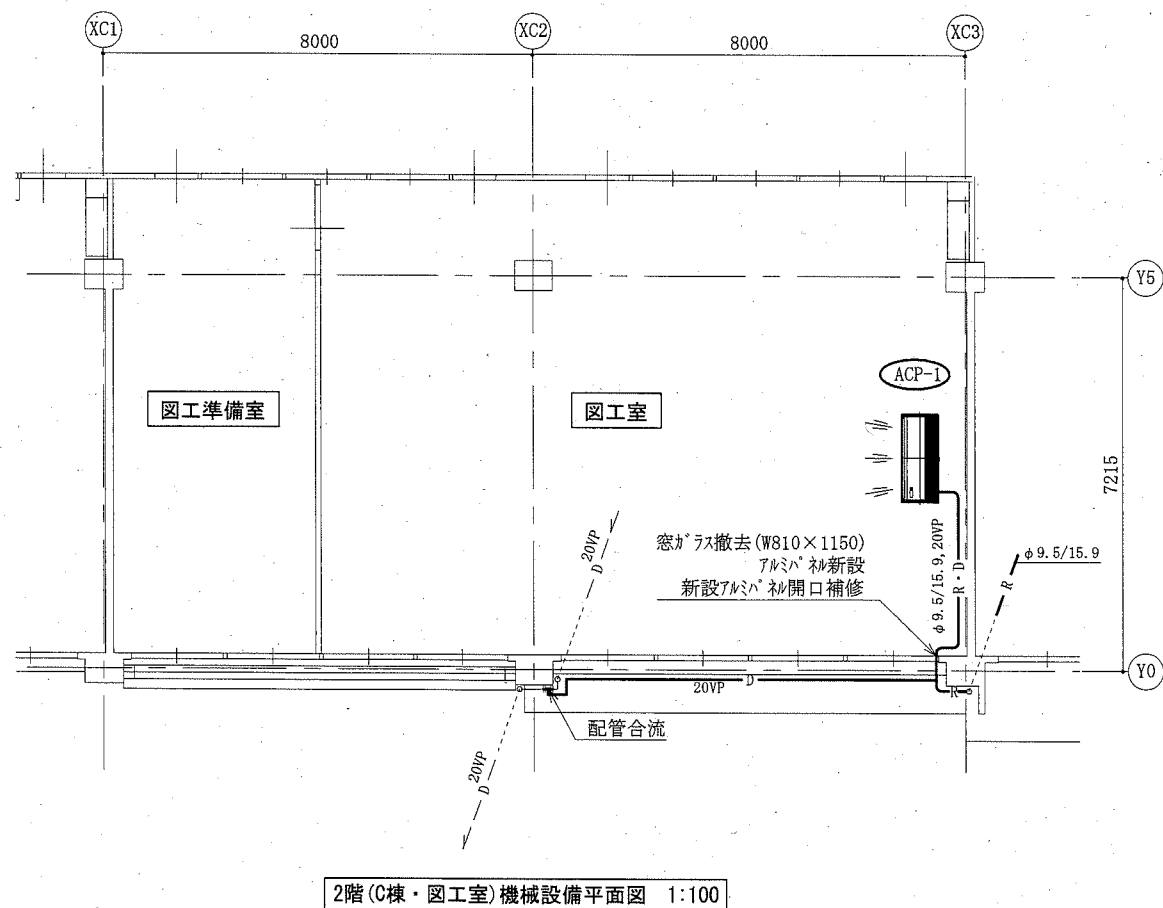 XC1
XC2
XC3
8000
8000
Y5
ACP-1
図工準備室
図工室
7215
窓ガラス撤去(W810×1150)
アルミパネル新設
新設アルミパネル開口補修
φ9.5/15.9,20VP
R・D
φ9.5/15.9
R
D 20VP
20VP
D
R
Y0
配管合流
D 20VP
2階(C棟・図工室)機械設備平面図 1:100